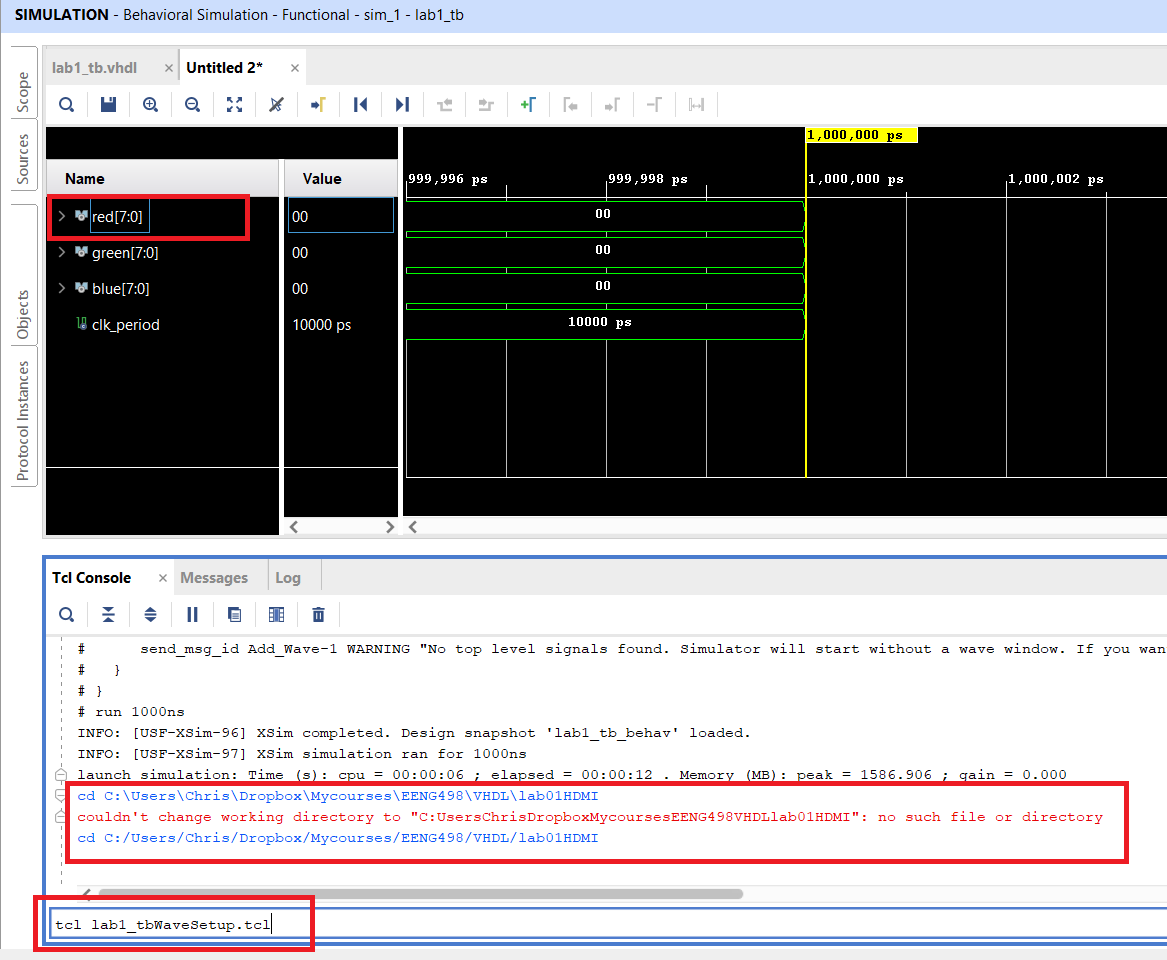 SIMULATION - Behavioral Simulation - Functional - sim_1 - lab1_tb
Scope
Sources
Objects
Protocol Instances
lab1_tb.vhdl × Untitled 2* ×
Name Value
1,000,000 ps
999,996 ps 999,998 ps 1,000,000 ps 1,000,002 ps
red[7:0] 00 00
green[7:0] 00 00
blue[7:0] 00 00
clk_period 10000 ps 10000 ps
Tcl Console × Messages Log
# send_msg_id Add_Wave-1 WARNING "No top level signals found. Simulator will start without a wave window. If you wan
# }
# }
# run 1000ns
INFO: [USF-XSim-96] XSim completed. Design snapshot 'lab1_tb_behav' loaded.
INFO: [USF-XSim-97] XSim simulation ran for 1000ns
launch_simulation: Time (s): cpu = 00:00:06 ; elapsed = 00:00:12 . Memory (MB): peak = 1586.906 ; gain = 0.000
cd C:\Users\Chris\Dropbox\Mycourses\EENG498\VHDL\lab01HDMI
couldn't change working directory to "C:UsersChrisDropboxMycoursesEENG498VHDLlab01HDMI": no such file or directory
cd C:/Users/Chris/Dropbox/Mycourses/EENG498/VHDL/lab01HDMI
tcl lab1_tbWaveSetup.tcl